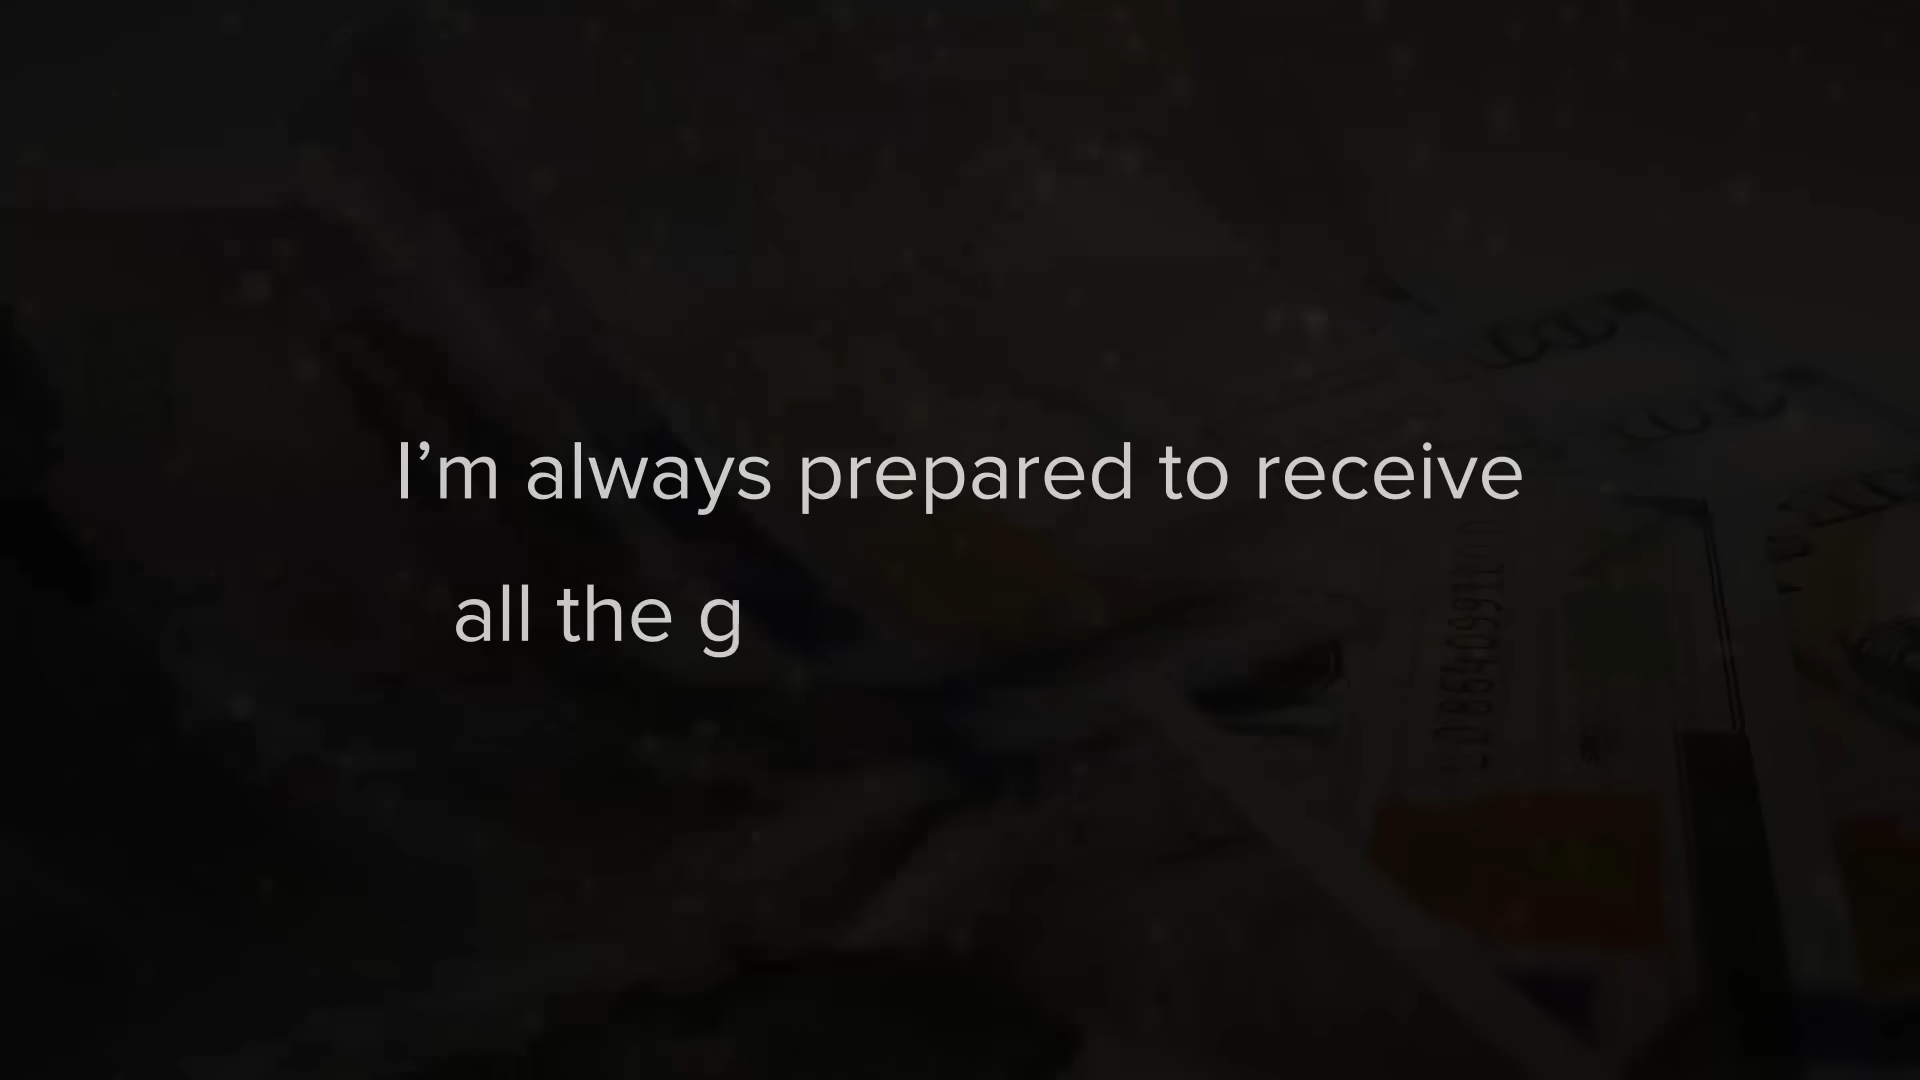 I’m always prepared to receive
all the g